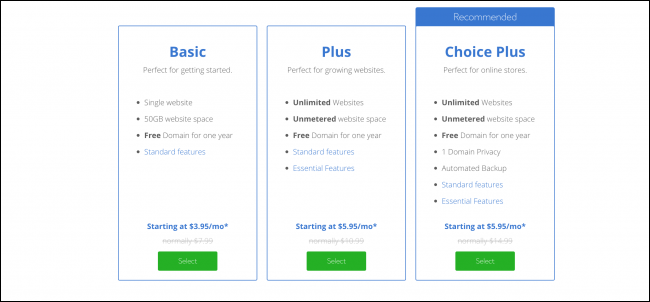 Basic
Perfect for getting started.
Single website
50GB website space
Free Domain for one year
Standard features
Starting at $3.95/mo*
normally $7.99
Select
Plus
Perfect for growing websites.
Unlimited Websites
Unmetered website space
Free Domain for one year
Standard features
Essential Features
Starting at $5.95/mo*
normally $10.99
Select
Recommended
Choice Plus
Perfect for online stores.
Unlimited Websites
Unmetered website space
Free Domain for one year
1 Domain Privacy
Automated Backup
Standard features
Essential Features
Starting at $5.95/mo*
normally $14.99
Select